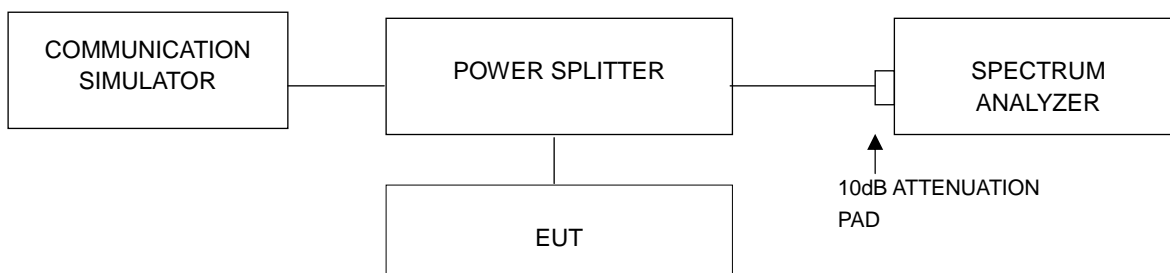 COMMUNICATION
SIMULATOR
POWER SPLITTER
SPECTRUM
ANALYZER
10dB ATTENUATION
PAD
EUT